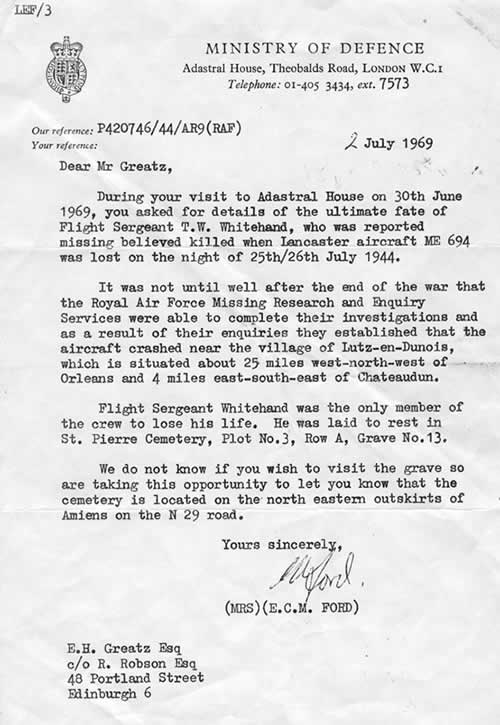 LEF/3
MINISTRY OF DEFENCE
Adastral House, Theobalds Road, LONDON W.C.1
Telephone: 01-405 3434, ext. 7573
Our reference: P420746/44/AR9(RAF)
Your reference:
2 July 1969
Dear Mr Greatz,
During your visit to Adastral House on 30th June
1969, you asked for details of the ultimate fate of
Flight Sergeant T.W. Whitehand, who was reported
missing believed killed when Lancaster aircraft ME 694
was lost on the night of 25th/26th July 1944.
It was not until well after the end of the war that
the Royal Air Force Missing Research and Enquiry
Services were able to complete their investigations and
as a result of their enquiries they established that the
aircraft crashed near the village of Lutz-en-Dunois,
which is situated about 25 miles west-north-west of
Orleans and 4 miles east-south-east of Chateaudun.
Flight Sergeant Whitehand was the only member of
the crew to lose his life. He was laid to rest in
St. Pierre Cemetery, Plot No.3, Row A, Grave No.13.
We do not know if you wish to visit the grave so
are taking this opportunity to let you know that the
cemetery is located on the north eastern outskirts of
Amiens on the N 29 road.
Yours sincerely,
(MRS)(E.C.M. FORD)
E.H. Greatz Esq
c/o R. Robson Esq
48 Portland Street
Edinburgh 6